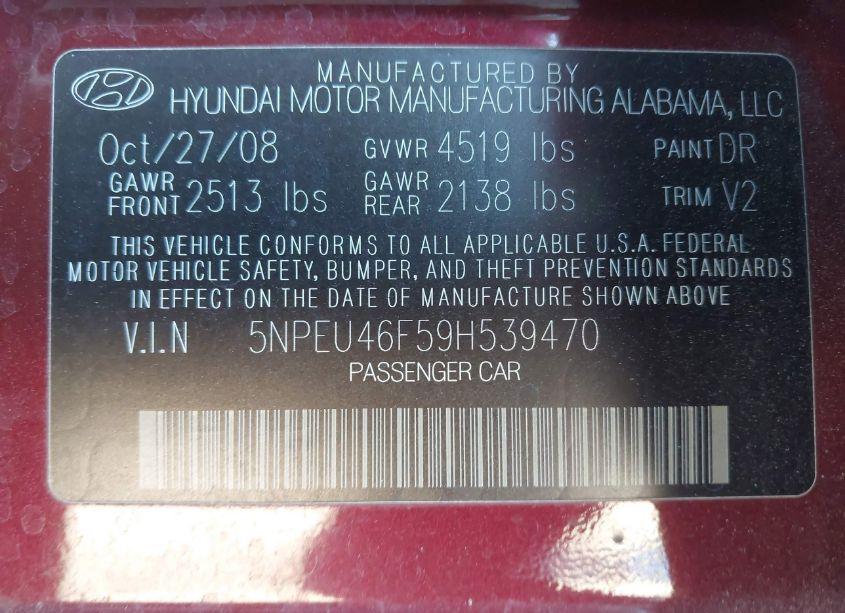 MANUFACTURED BY
HYUNDAI MOTOR MANUFACTURING ALABAMA, LLC
Oct/27/08 GVWR 4519 lbs PAINT DR
GAWR FRONT 2513 lbs GAWR REAR 2138 lbs TRIM V2
THIS VEHICLE CONFORMS TO ALL APPLICABLE U.S.A. FEDERAL
MOTOR VEHICLE SAFETY, BUMPER, AND THEFT PREVENTION STANDARDS
IN EFFECT ON THE DATE OF MANUFACTURE SHOWN ABOVE
V.I.N 5NPEU46F59H539470
PASSENGER CAR